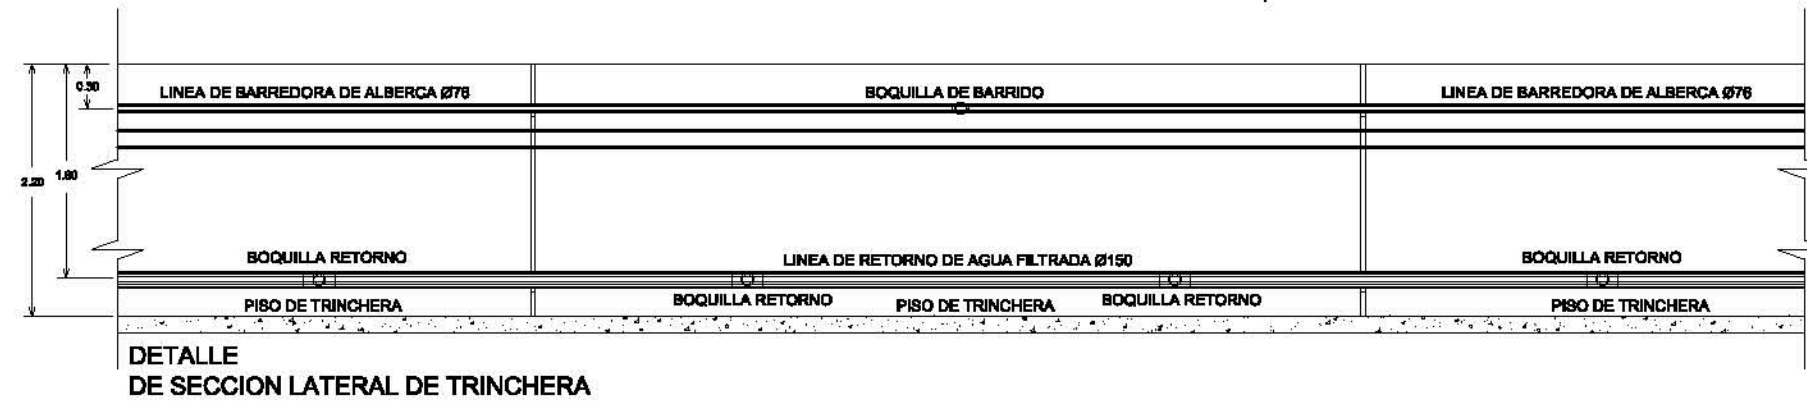 0.30
LINEA DE BARREDORA DE ALBERCA Ø76
BOQUILLA DE BARRIDO
LINEA DE BARREDORA DE ALBERCA Ø76
2.20
1.80
BOQUILLA RETORNO
LINEA DE RETORNO DE AGUA FILTRADA Ø150
BOQUILLA RETORNO
PISO DE TRINCHERA
BOQUILLA RETORNO
PISO DE TRINCHERA
BOQUILLA RETORNO
PISO DE TRINCHERA
DETALLE
DE SECCION LATERAL DE TRINCHERA